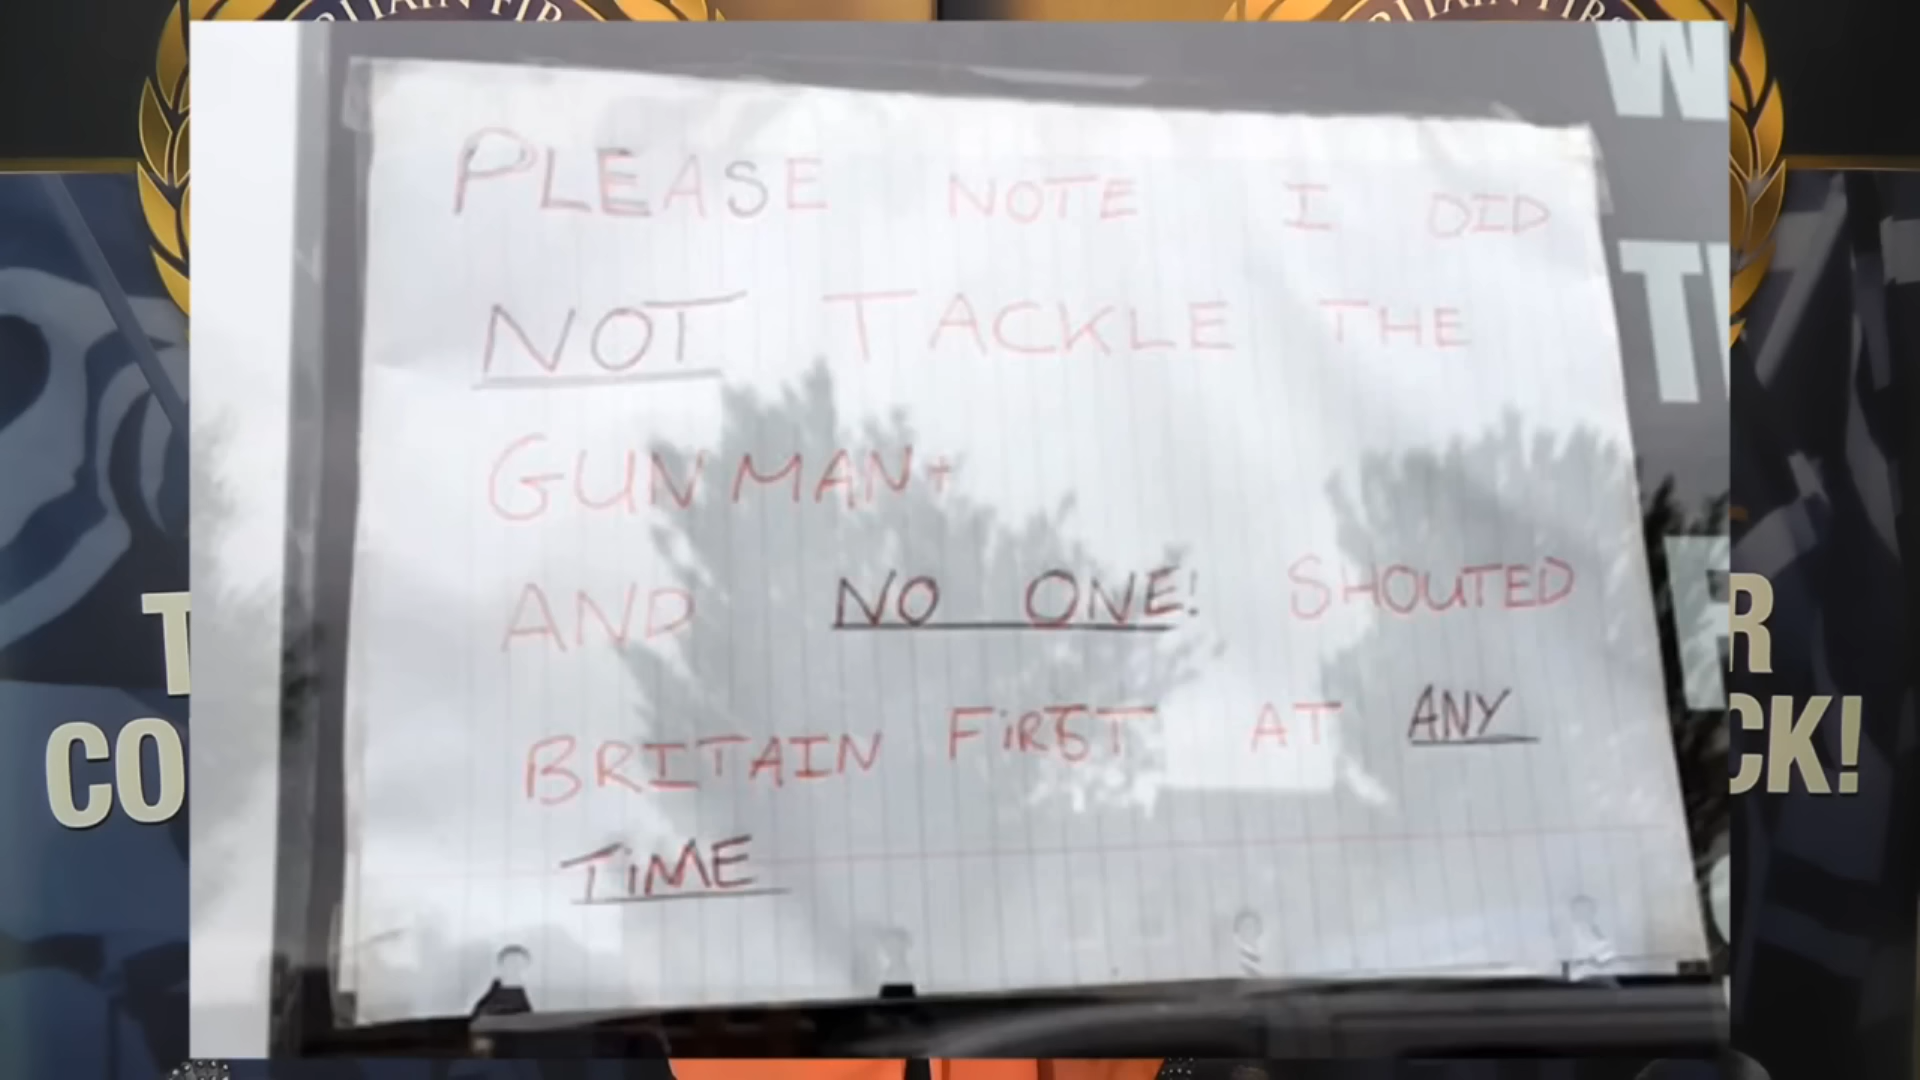 PLEASE NOTE I DID
NOT TACKLE THE
GUNMAN+
AND NO ONE! SHOUTED
BRITAIN FIRST AT ANY
TIME